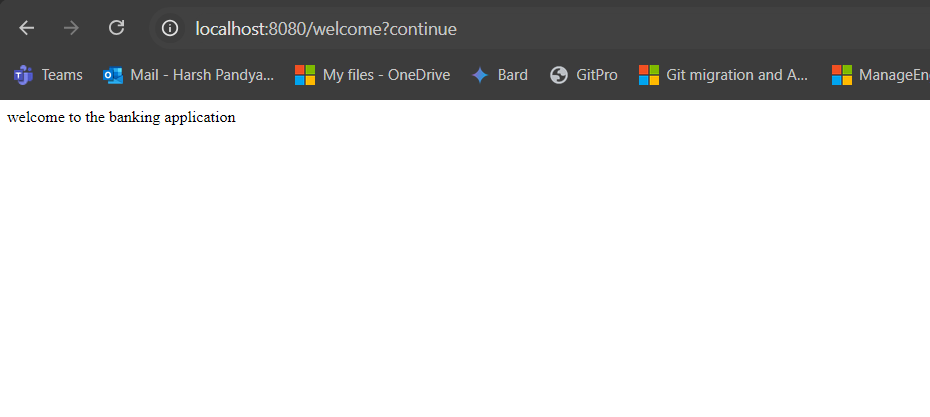 localhost:8080/welcome?continue
Teams Mail - Harsh Pandya... My files - OneDrive Bard GitPro Git migration and A... ManageEn
welcome to the banking application